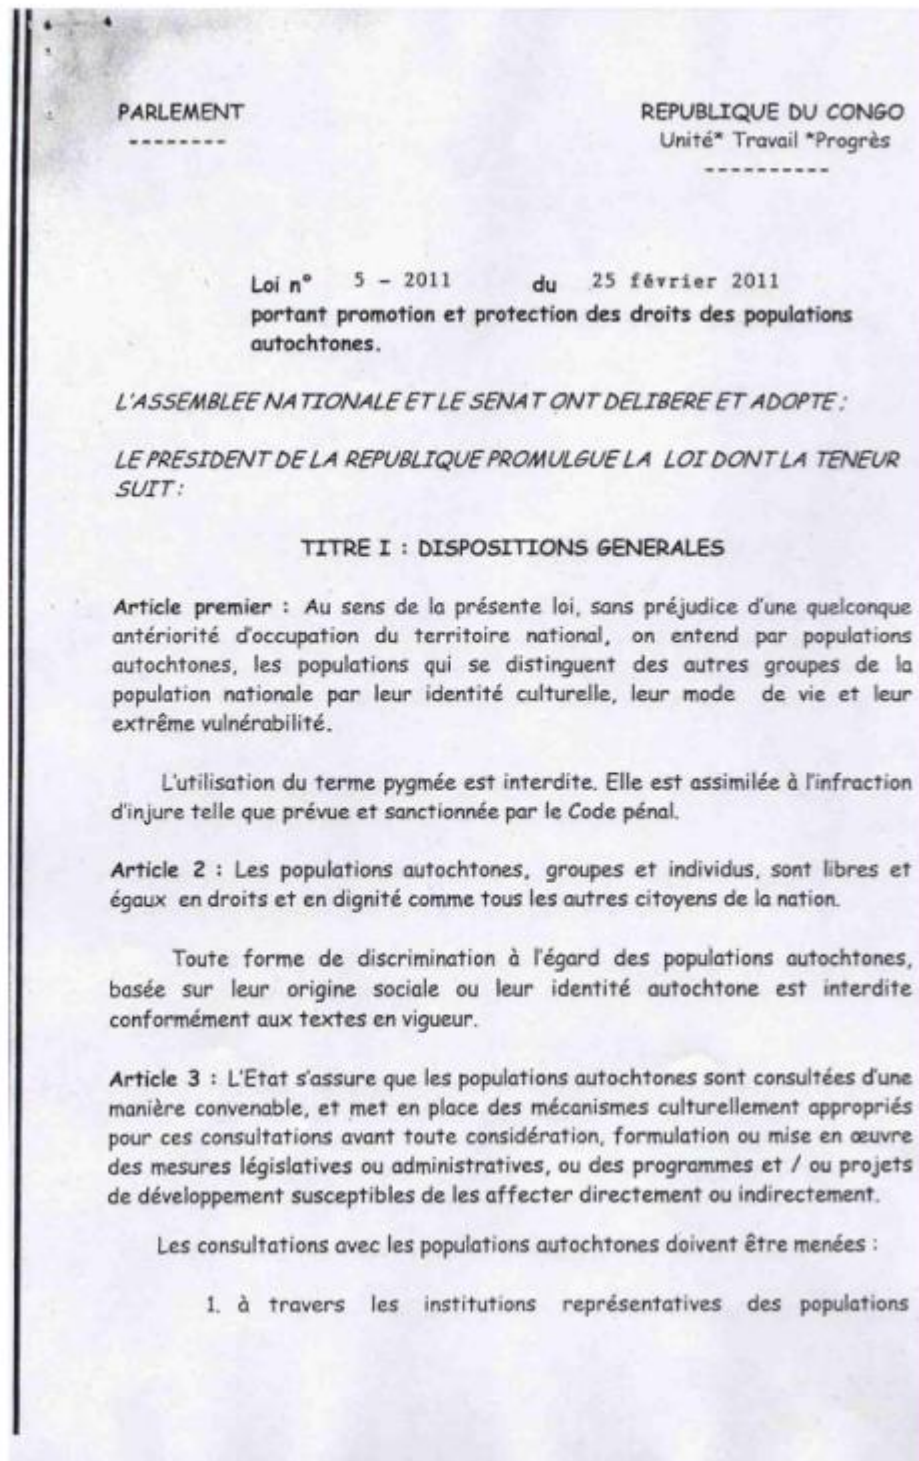 PARLEMENT
--------
REPUBLIQUE DU CONGO
Unité* Travail *Progrès
----------
Loi n° 5 - 2011 du 25 février 2011
portant promotion et protection des droits des populations
autochtones.
L'ASSEMBLEE NATIONALE ET LE SENAT ONT DELIBERE ET ADOPTE :
LE PRESIDENT DE LA REPUBLIQUE PROMULGUE LA LOI DONT LA TENEUR
SUIT :
TITRE I : DISPOSITIONS GENERALES
Article premier : Au sens de la présente loi, sans préjudice d'une quelconque
antériorité d'occupation du territoire national, on entend par populations
autochtones, les populations qui se distinguent des autres groupes de la
population nationale par leur identité culturelle, leur mode de vie et leur
extrême vulnérabilité.
L'utilisation du terme pygmée est interdite. Elle est assimilée à l'infraction
d'injure telle que prévue et sanctionnée par le Code pénal.
Article 2 : Les populations autochtones, groupes et individus, sont libres et
égaux en droits et en dignité comme tous les autres citoyens de la nation.
Toute forme de discrimination à l'égard des populations autochtones,
basée sur leur origine sociale ou leur identité autochtone est interdite
conformément aux textes en vigueur.
Article 3 : L'Etat s'assure que les populations autochtones sont consultées d'une
manière convenable, et met en place des mécanismes culturellement appropriés
pour ces consultations avant toute considération, formulation ou mise en œuvre
des mesures législatives ou administratives, ou des programmes et / ou projets
de développement susceptibles de les affecter directement ou indirectement.
Les consultations avec les populations autochtones doivent être menées :
1. à travers les institutions représentatives des populations